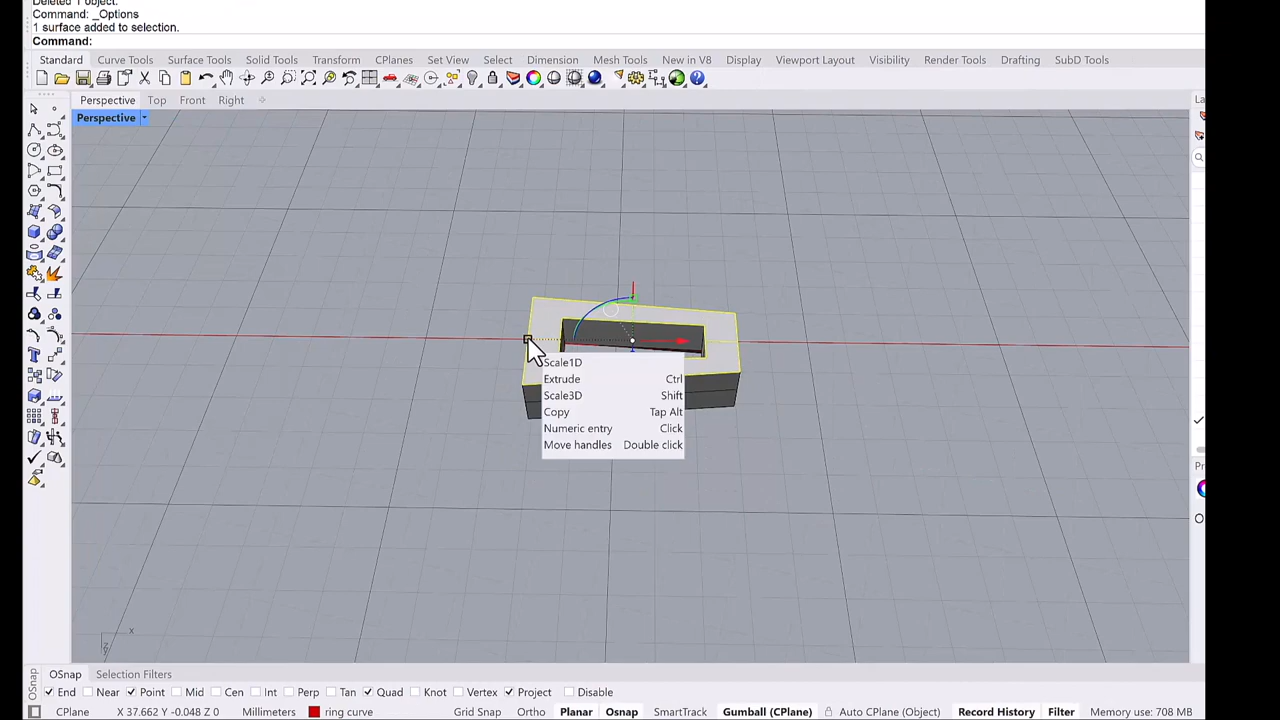 Deleted 1 object.
Command: _Options
1 surface added to selection.
Command:
Standard Curve Tools Surface Tools Solid Tools Transform CPlanes Set View Select Dimension Mesh Tools New in V8 Display Viewport Layout Visibility Render Tools Drafting SubD Tools
Perspective Top Front Right
Perspective
Scale1D
Extrude Ctrl
Scale3D Shift
Copy Tap Alt
Numeric entry Click
Move handles Double click
x
OSnap Selection Filters
OSnap
End Near Point Mid Cen Int Perp Tan Quad Knot Vertex Project Disable
CPlane X 37.662 Y -0.048 Z 0 Millimeters ring curve Grid Snap Ortho Planar Osnap SmartTrack Gumball (CPlane) Auto CPlane (Object) Record History Filter Memory use: 708 MB